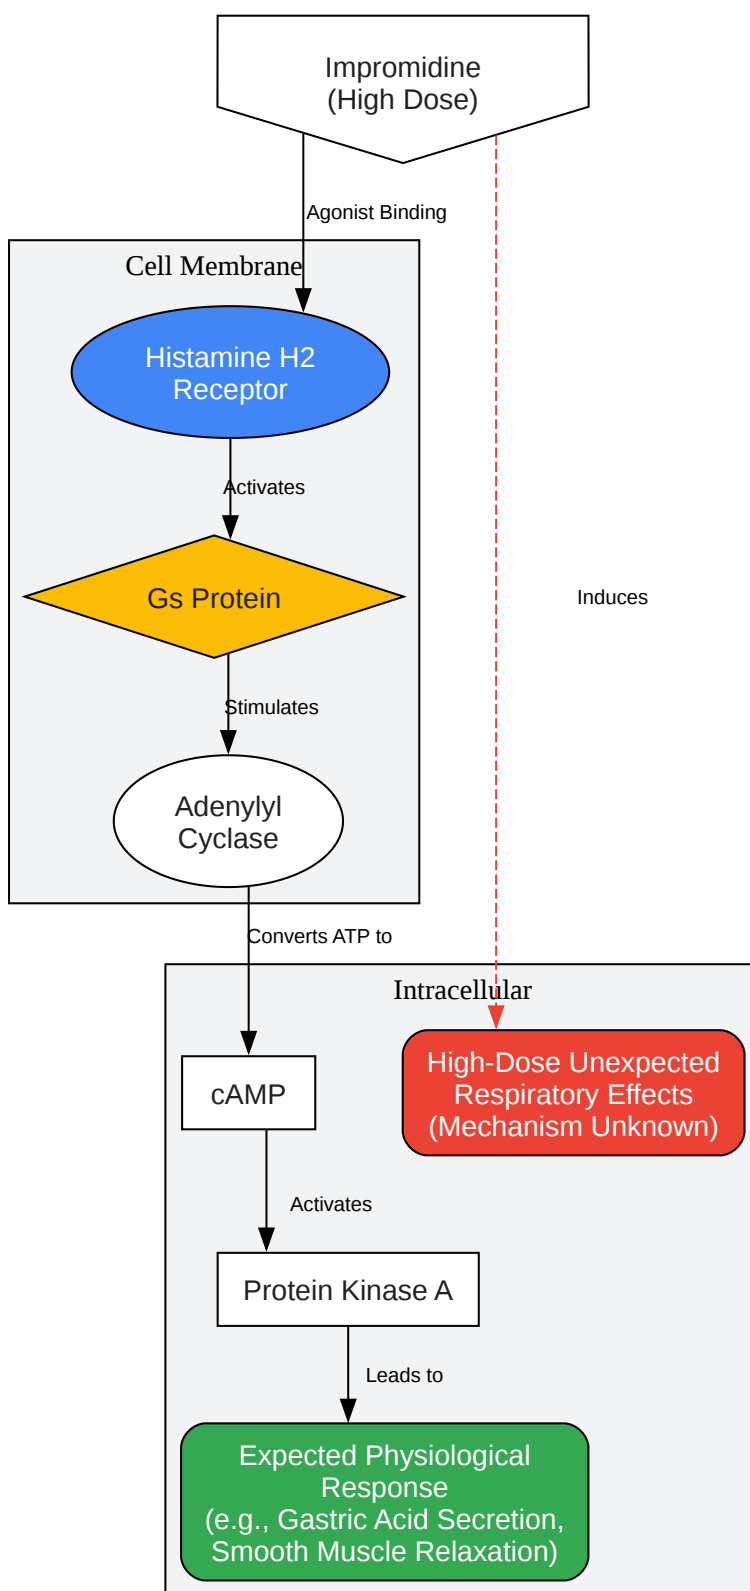 Impromidine
(High Dose)
Agonist Binding
Cell Membrane
Histamine H2
Receptor
Activates
Gs Protein
Induces
Stimulates
Adenylyl
Cyclase
Converts ATP to
Intracellular
High-Dose Unexpected
Respiratory Effects
(Mechanism Unknown)
cAMP
Activates
Protein Kinase A
Leads to
Expected Physiological
Response
(e.g., Gastric Acid Secretion,
Smooth Muscle Relaxation)